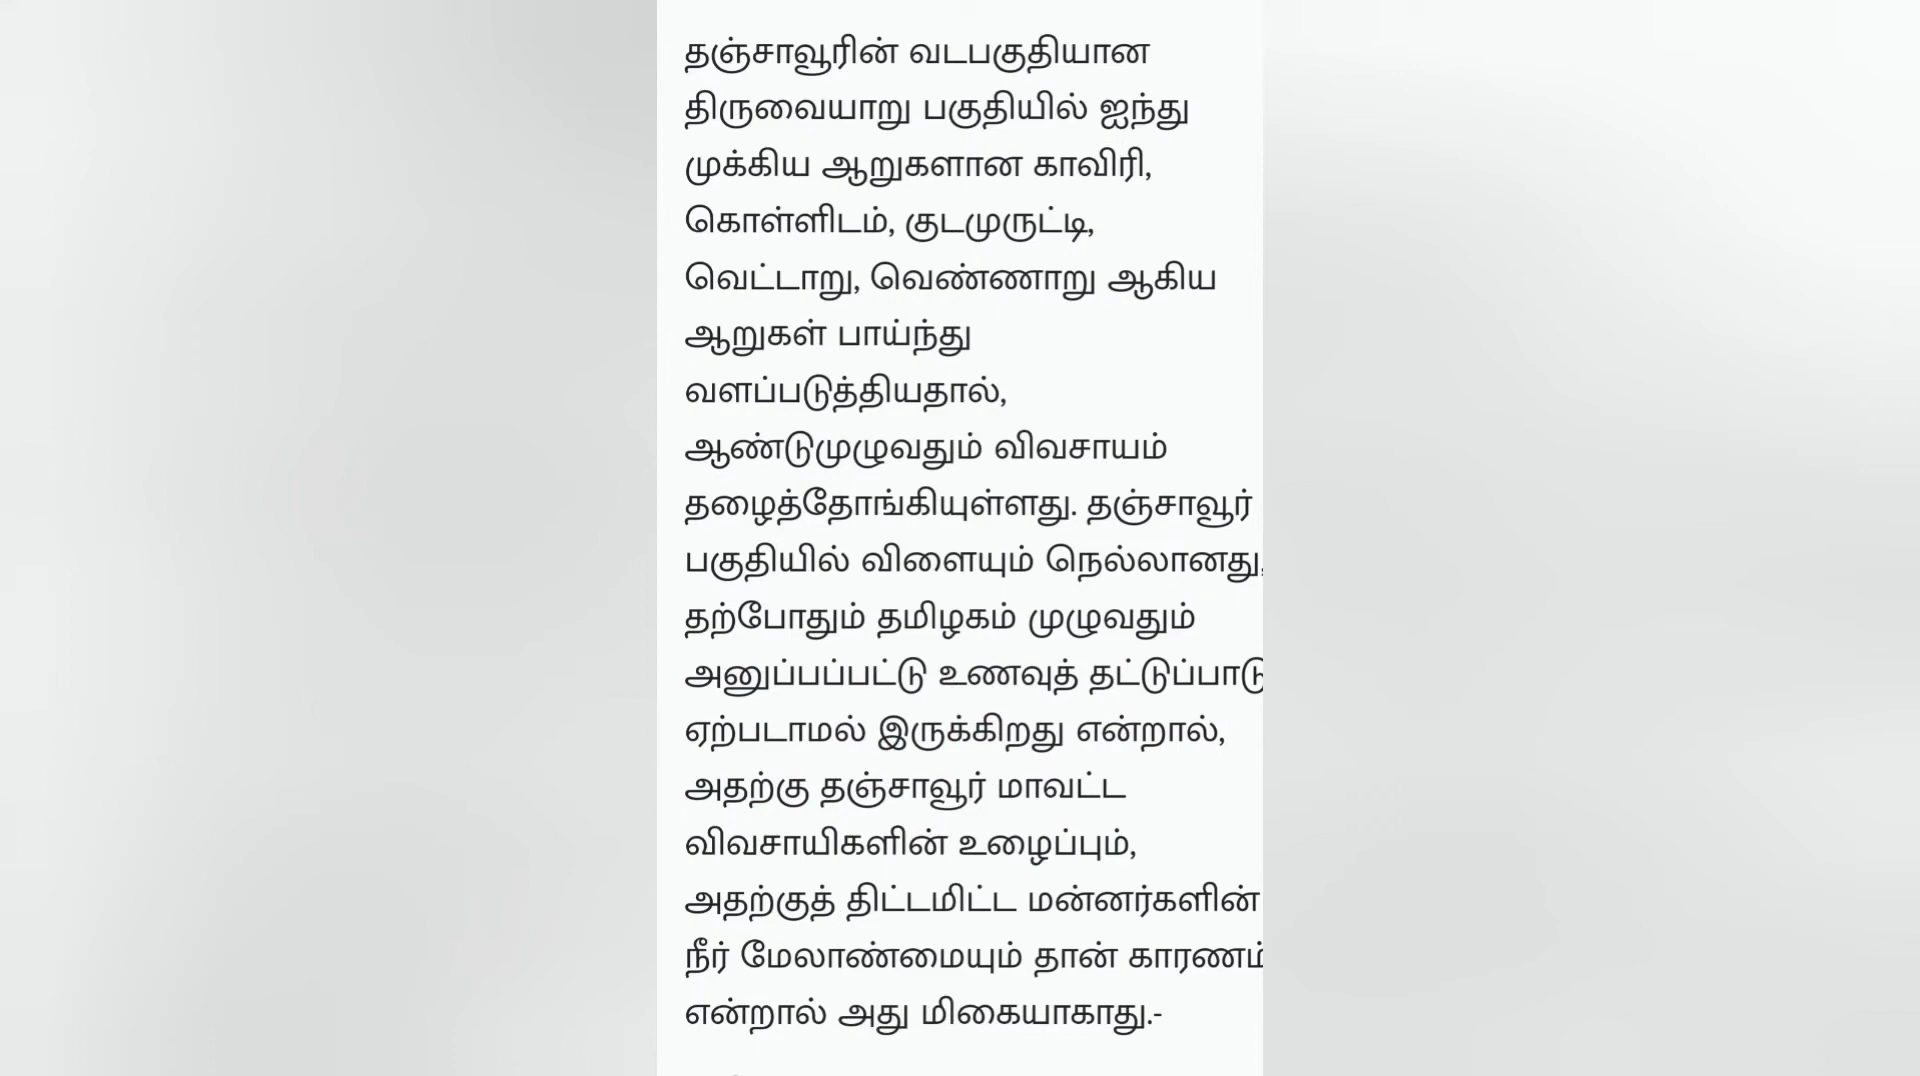 தஞ்சாவூரின் வடபகுதியான
திருவையாறு பகுதியில் ஐந்து
முக்கிய ஆறுகளான காவிரி,
கொள்ளிடம், குடமுருட்டி,
வெட்டாறு, வெண்ணாறு ஆகிய
ஆறுகள் பாய்ந்து
வளப்படுத்தியதால்,
ஆண்டுமுழுவதும் விவசாயம்
தழைத்தோங்கியுள்ளது. தஞ்சாவூர்
பகுதியில் விளையும் நெல்லானது,
தற்போதும் தமிழகம் முழுவதும்
அனுப்பப்பட்டு உணவுத் தட்டுப்பாடு
ஏற்படாமல் இருக்கிறது என்றால்,
அதற்கு தஞ்சாவூர் மாவட்ட
விவசாயிகளின் உழைப்பும்,
அதற்குத் திட்டமிட்ட மன்னர்களின்
நீர் மேலாண்மையும் தான் காரணம்
என்றால் அது மிகையாகாது.-